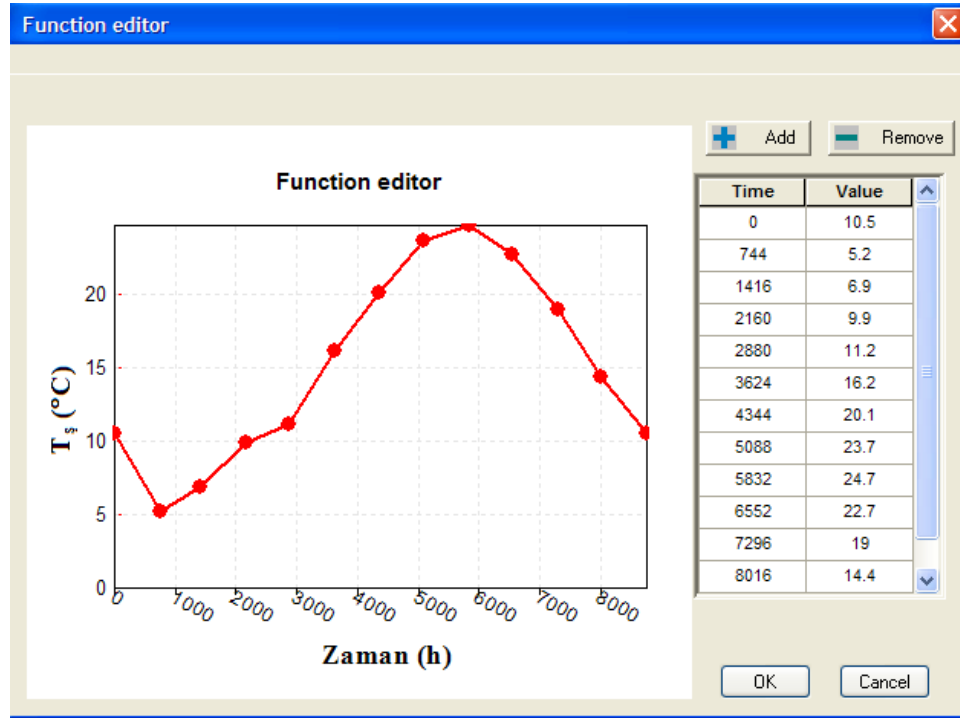 Function editor
Add Remove
Function editor
Time Value
0 10.5
744 5.2
1416 6.9
2160 9.9
2880 11.2
3624 16.2
4344 20.1
5088 23.7
5832 24.7
6552 22.7
7296 19
8016 14.4
20
15
10
5
0
Tş (°C)
0 1000 2000 3000 4000 5000 6000 7000 8000
Zaman (h)
OK Cancel